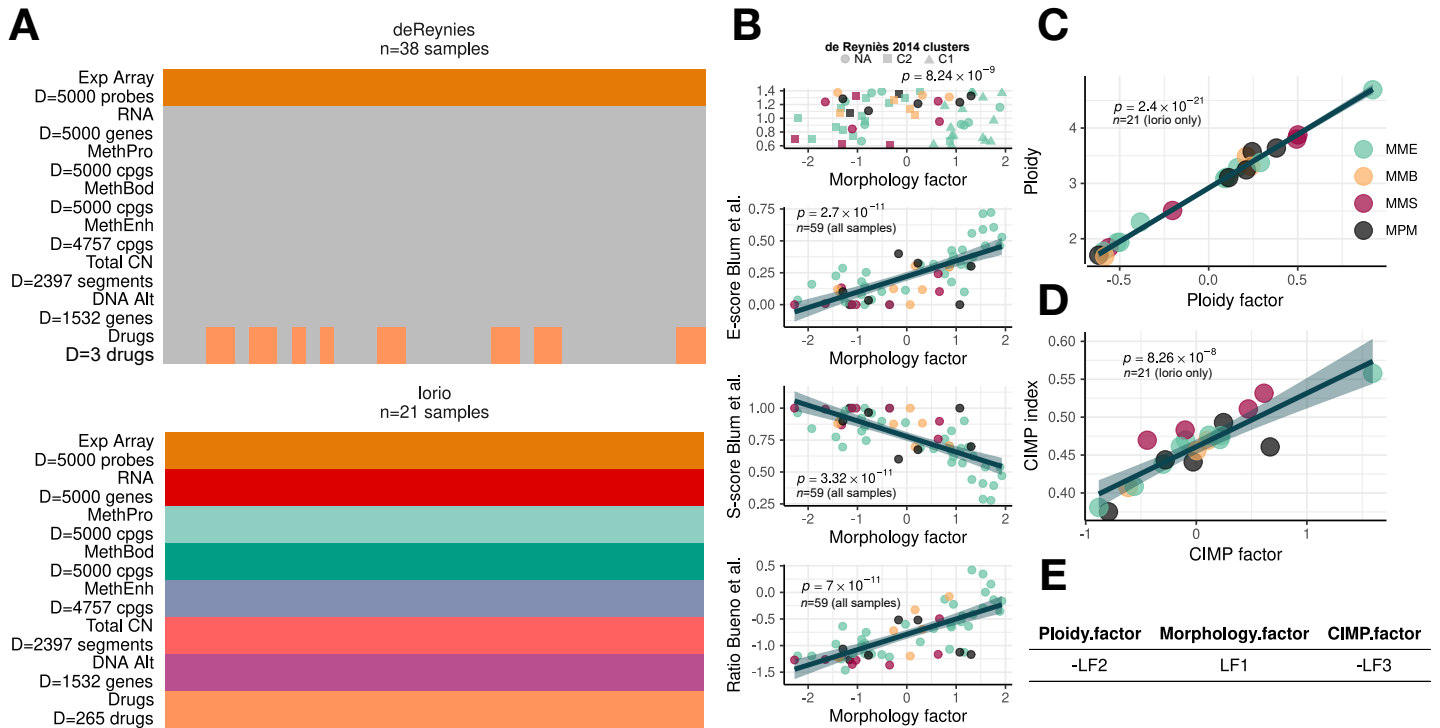 A
deReynies
n=38 samples
Exp Array
D=5000 probes
RNA
D=5000 genes
MethPro
D=5000 cpgs
MethBod
D=5000 cpgs
MethEnh
D=4757 cpgs
Total CN
D=2397 segments
DNA Alt
D=1532 genes
Drugs
D=3 drugs
Iorio
n=21 samples
Exp Array
D=5000 probes
RNA
D=5000 genes
MethPro
D=5000 cpgs
MethBod
D=5000 cpgs
MethEnh
D=4757 cpgs
Total CN
D=2397 segments
DNA Alt
D=1532 genes
Drugs
D=265 drugs
B
de Reyniès 2014 clusters
NA C2 C1
p = 8.24 × 10⁻⁹
1.4
1.2
1.0
0.8
0.6
-2 -1 0 1 2
Morphology factor
E-score Blum et al.
0.75
0.50
0.25
0.00
p = 2.7 × 10⁻¹¹
n=59 (all samples)
-2 -1 0 1 2
Morphology factor
S-score Blum et al.
1.00
0.75
0.50
0.25
p = 3.32 × 10⁻¹¹
n=59 (all samples)
-2 -1 0 1 2
Morphology factor
Ratio Bueno et al.
0.5
0.0
-0.5
-1.0
-1.5
p = 7 × 10⁻¹¹
n=59 (all samples)
-2 -1 0 1 2
Morphology factor
C
Ploidy
4
3
2
p = 2.4 × 10⁻²¹
n=21 (Iorio only)
-0.5 0.0 0.5
Ploidy factor
MME
MMB
MMS
MPM
D
CIMP index
0.60
0.55
0.50
0.45
0.40
p = 8.26 × 10⁻⁸
n=21 (Iorio only)
-1 0 1
CIMP factor
E
Ploidy.factor Morphology.factor CIMP.factor
-LF2 LF1 -LF3